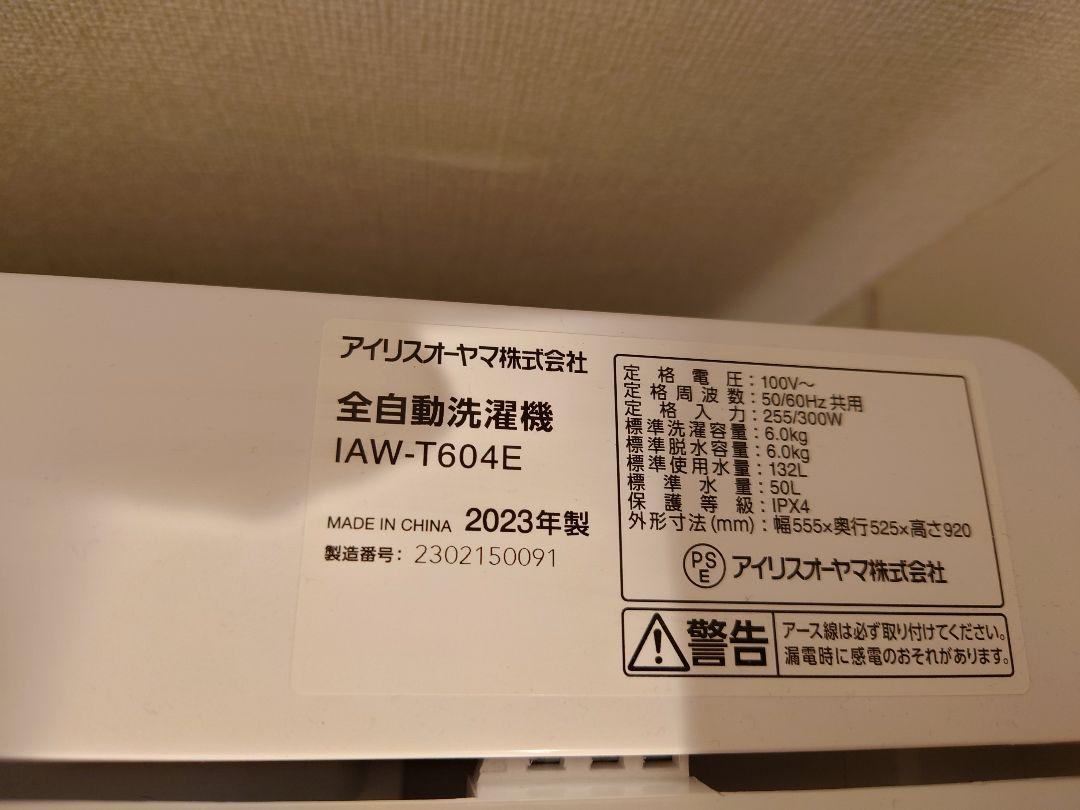 アイリスオーヤマ株式会社
全自動洗濯機
IAW-T604E
MADE IN CHINA 2023年製
製造番号: 2302150091
定格電圧:100V～
定格周波数:50/60Hz 共用
定格入力:255/300W
標準洗濯容量:6.0kg
標準脱水容量:6.0kg
標準使用水量:132L
標準水量:50L
保護等級:IPX4
外形寸法(mm):幅555×奥行525×高さ920
PSE アイリスオーヤマ株式会社
警告
アース線は必ず取り付けてください。
漏電時に感電のおそれがあります。